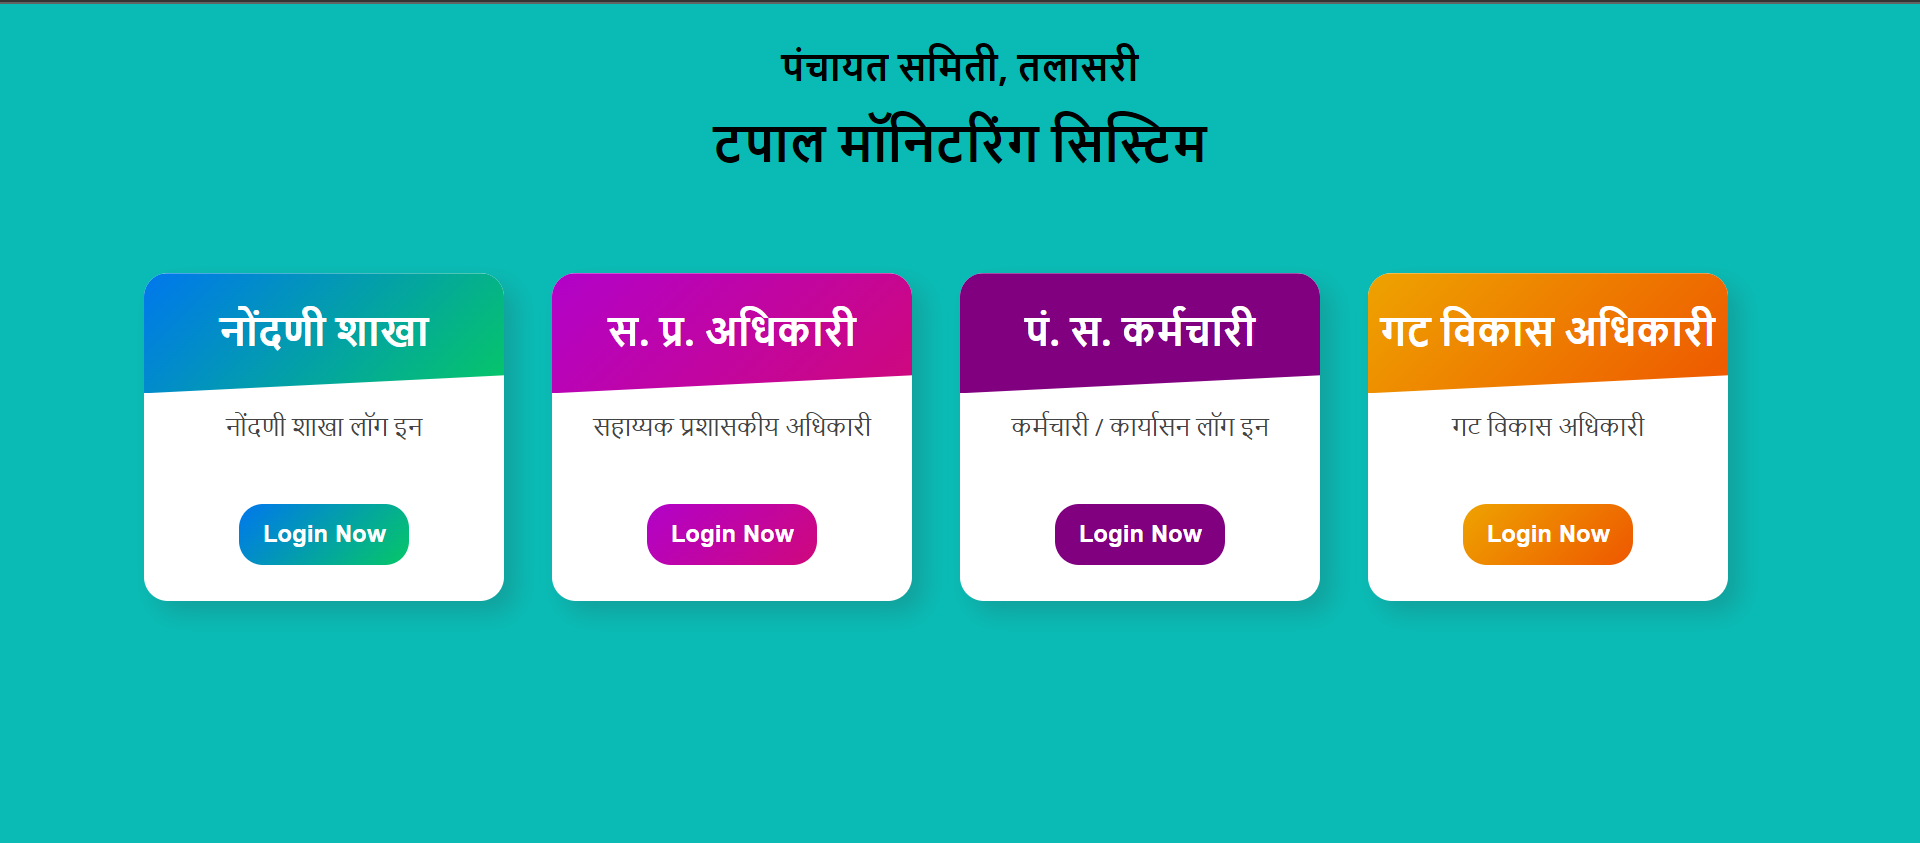 पंचायत समिती, तलासरी
टपाल मॉनिटरिंग सिस्टिम
नोंदणी शाखा
नोंदणी शाखा लॉग इन
Login Now
स. प्र. अधिकारी
सहाय्यक प्रशासकीय अधिकारी
Login Now
पं. स. कर्मचारी
कर्मचारी / कार्यासन लॉग इन
Login Now
गट विकास अधिकारी
गट विकास अधिकारी
Login Now